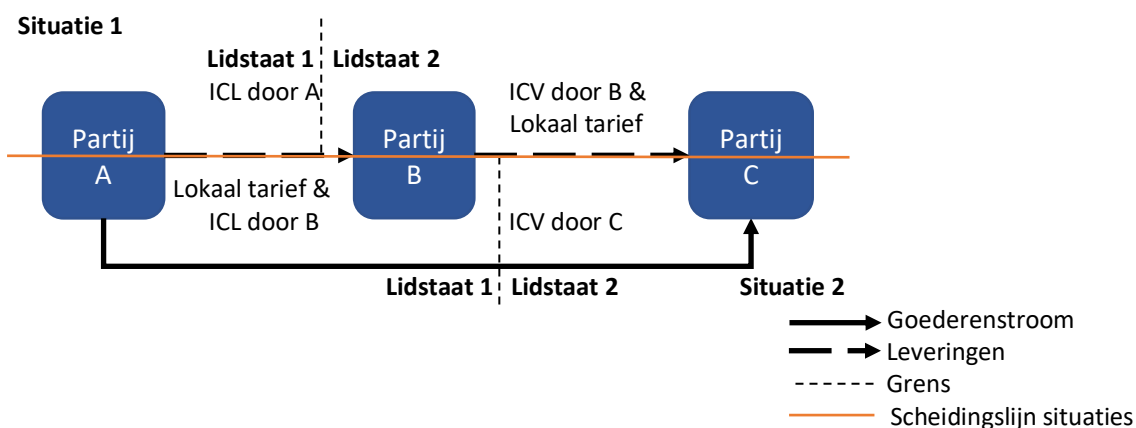 Situatie 1
Lidstaat 1 Lidstaat 2
ICL door A
ICV door B &
Lokaal tarief
Partij
A
Partij
B
Partij
C
Lokaal tarief &
ICL door B
ICV door C
Lidstaat 1 Lidstaat 2
Situatie 2
Goederenstroom
Leveringen
Grens
Scheidingslijn situaties